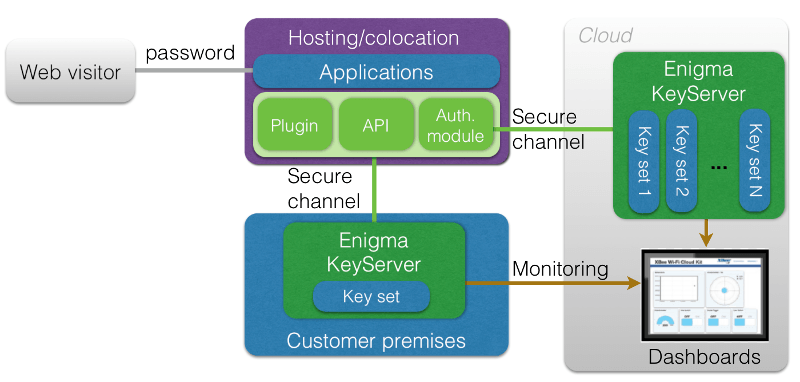 Hosting/colocation
Cloud
password
Web visitor
Applications
Enigma
KeyServer
Plugin
API
Auth.
module
Secure
channel
Key set 1
Key set 2
...
Key set N
Secure
channel
Enigma
KeyServer
Key set
Customer premises
Monitoring
XBee Wi-Fi Cloud Kit
Dashboards